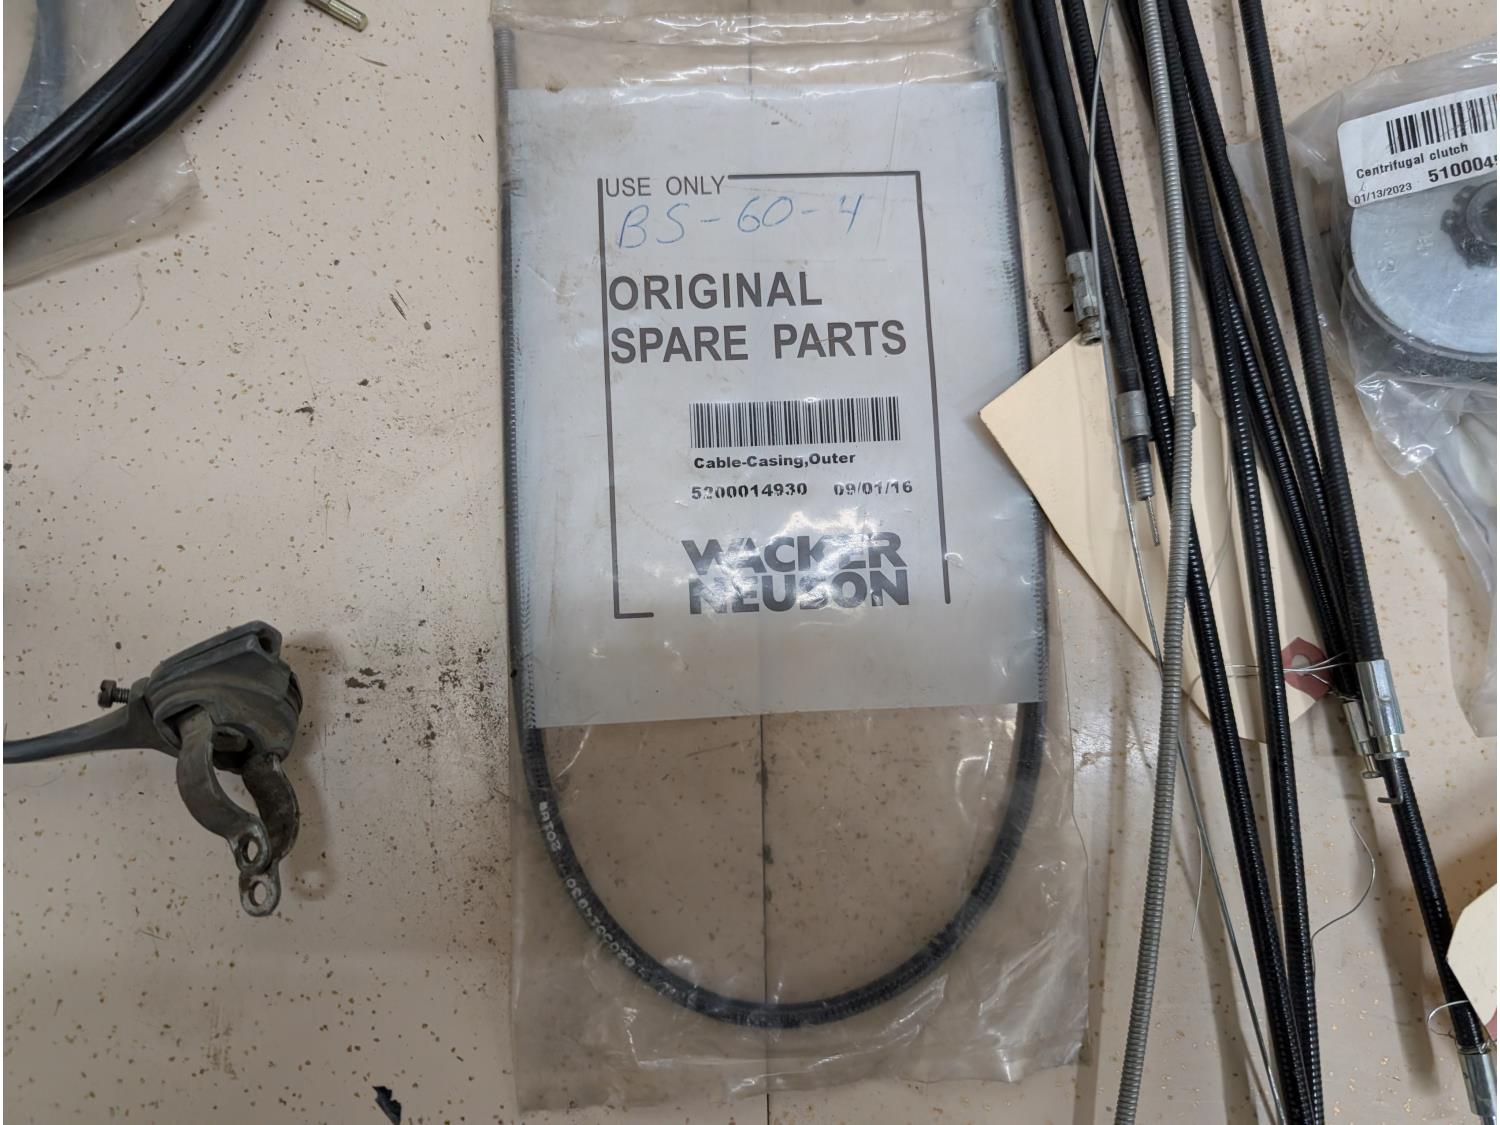 USE ONLY
BS-60-4
ORIGINAL
SPARE PARTS
Cable-Casing,Outer
5200014930 09/01/16
WACKER
NEUSON
Centrifugal clutch
01/13/2023